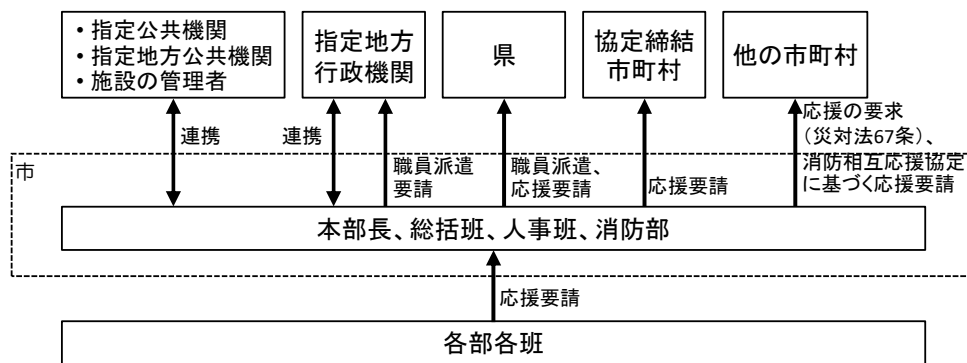 ・指定公共機関
・指定地方公共機関
・施設の管理者
指定地方
行政機関
県
協定締結
市町村
他の市町村
連携
連携
職員派遣
要請
職員派遣、
応援要請
応援要請
応援の要求
（災対法67条）、
消防相互応援協定
に基づく応援要請
市
本部長、総括班、人事班、消防部
応援要請
各部各班